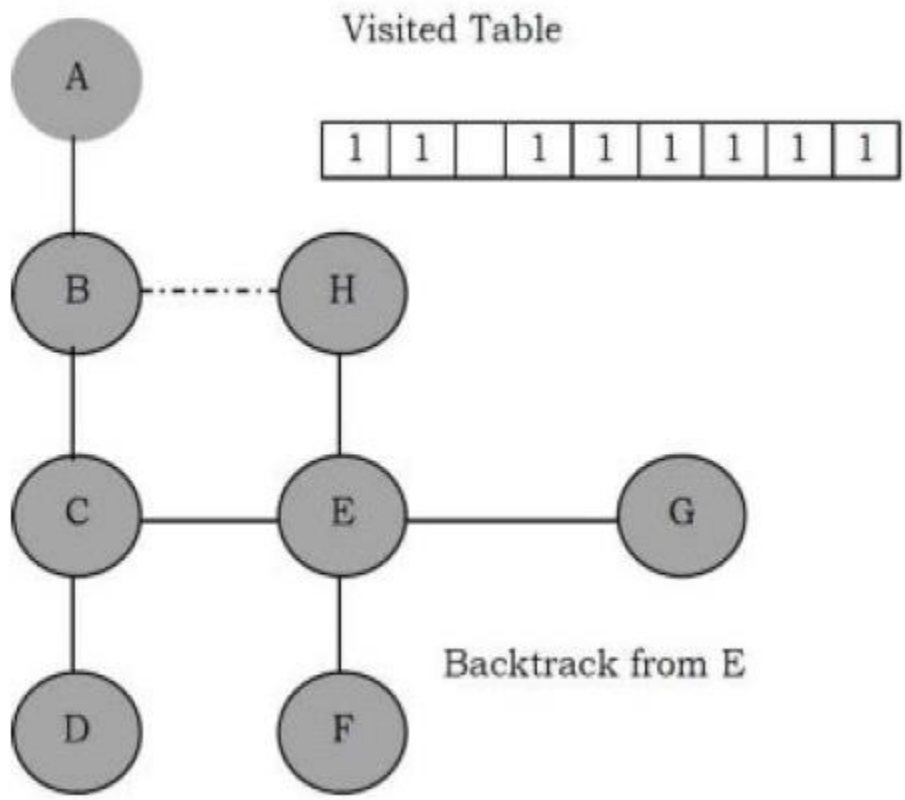 Visited Table
A
1 1 1 1 1 1 1 1
B H
C E G
Backtrack from E
D F